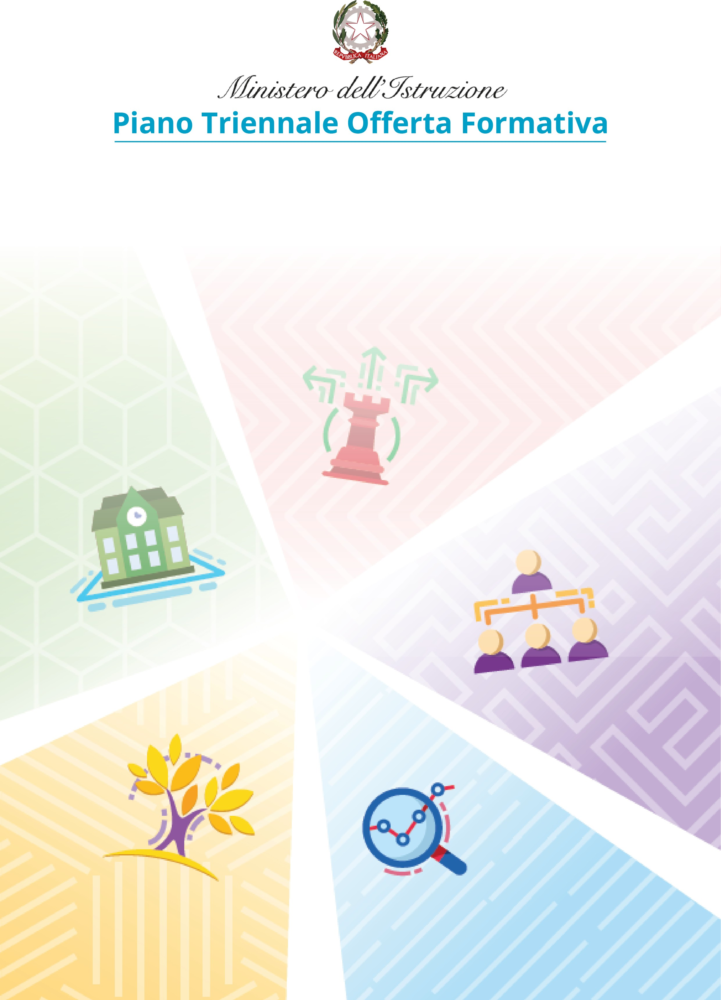 REPVBBLICA ITALIANA
Ministero dell'Istruzione
Piano Triennale Offerta Formativa